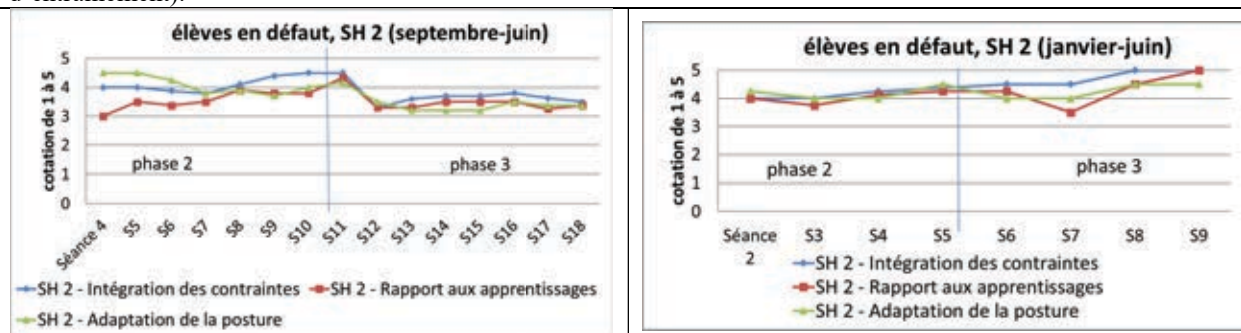 élèves en défaut, SH 2 (septembre-juin)
cotation de 1 à 5
5
4
3
2
1
0
phase 2
phase 3
Séance 4
S5
S6
S7
S8
S9
S10
S11
S12
S13
S14
S15
S16
S17
S18
SH 2 - Intégration des contraintes
SH 2 - Rapport aux apprentissages
SH 2 - Adaptation de la posture
élèves en défaut, SH 2 (janvier-juin)
cotation de 1 à 5
5
4
3
2
1
0
phase 2
phase 3
Séance
2
S3
S4
S5
S6
S7
S8
S9
SH 2 - Intégration des contraintes
SH 2 - Rapport aux apprentissages
SH 2 - Adaptation de la posture